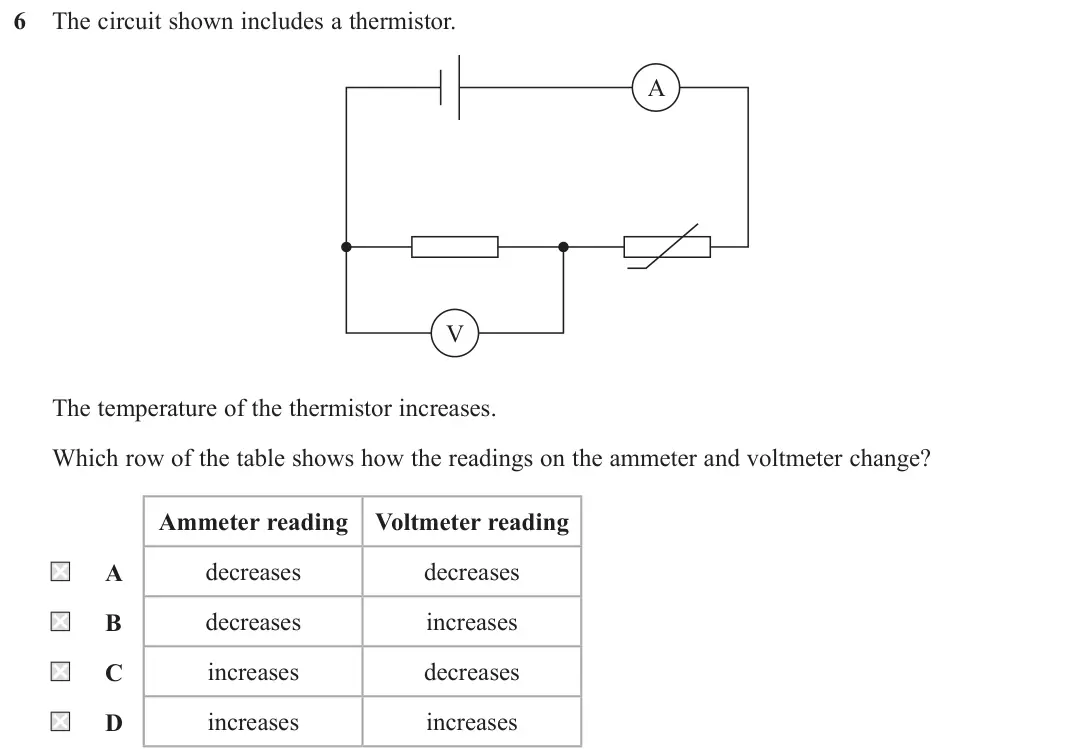 6 The circuit shown includes a thermistor.
A
V
The temperature of the thermistor increases.
Which row of the table shows how the readings on the ammeter and voltmeter change?
Ammeter reading Voltmeter reading
A decreases decreases
B decreases increases
C increases decreases
D increases increases